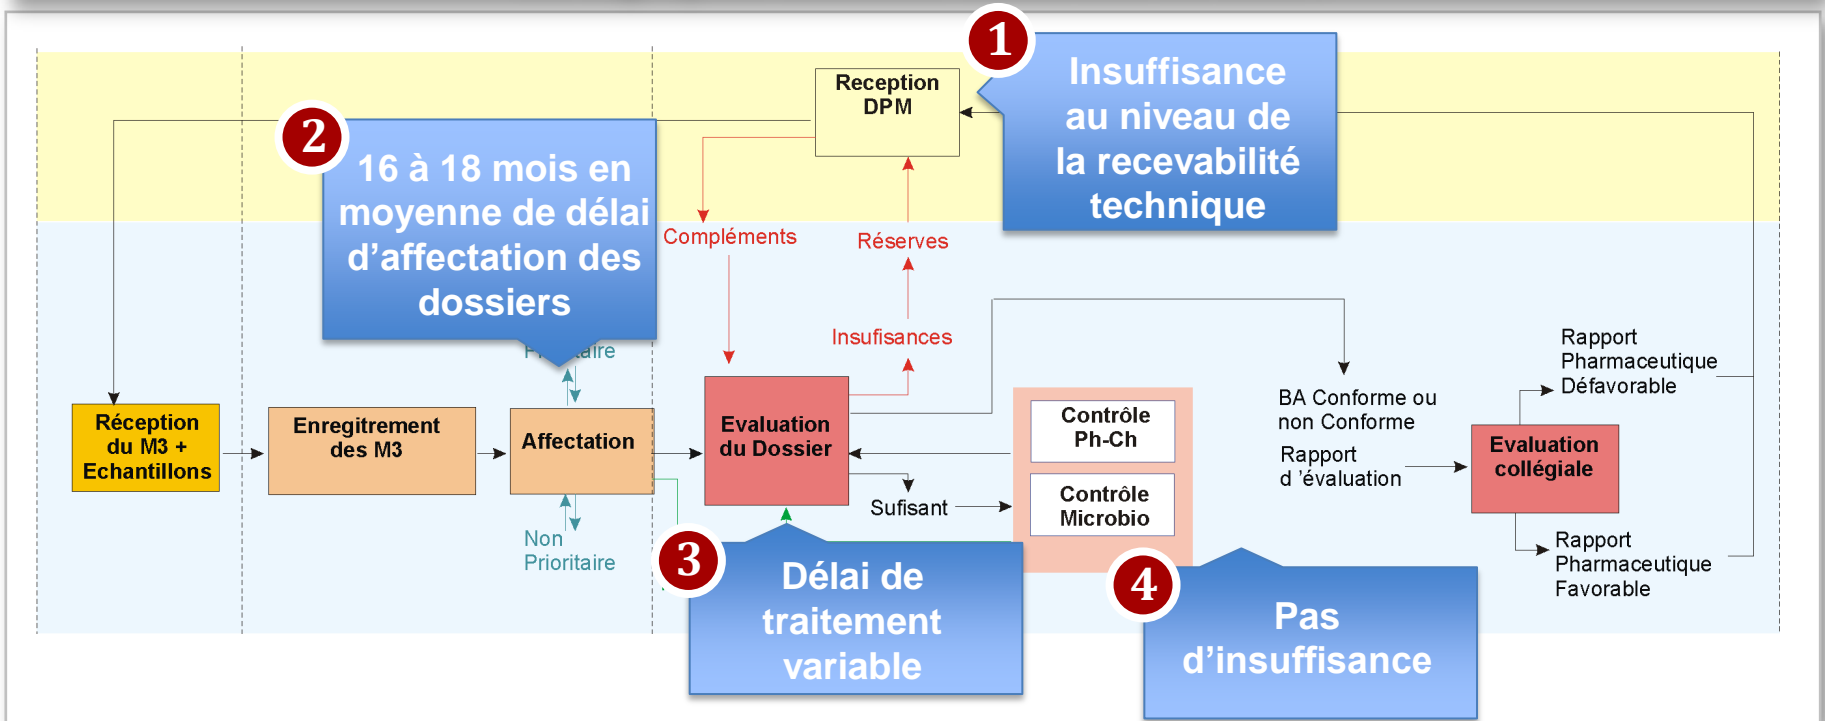 1
Insuffisance
au niveau de
la recevabilité
technique
Reception
DPM
2
16 à 18 mois en
moyenne de délai
d’affectation des
dossiers
Compléments
Réserves
Insufisances
Réception
du M3 +
Echantillons
Enregitrement
des M3
Affectation
Non
Prioritaire
Evaluation
du Dossier
Sufisant
Contrôle
Ph-Ch
Contrôle
Microbio
BA Conforme ou
non Conforme
Rapport
d ’évaluation
Evaluation
collégiale
Rapport
Pharmaceutique
Défavorable
Rapport
Pharmaceutique
Favorable
3
Délai de
traitement
variable
4
Pas
d’insuffisance